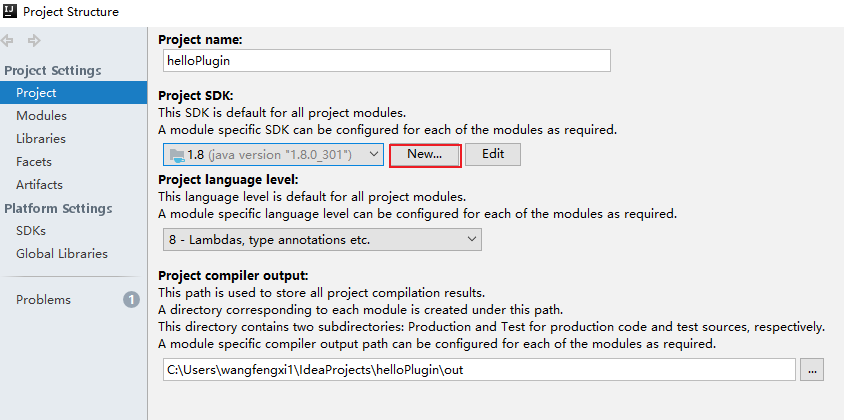 Project Structure
Project Settings
Project
Modules
Libraries
Facets
Artifacts
Platform Settings
SDKs
Global Libraries
Problems
1
Project name:
helloPlugin
Project SDK:
This SDK is default for all project modules.
A module specific SDK can be configured for each of the modules as required.
1.8 (java version "1.8.0_301")
New...
Edit
Project language level:
This language level is default for all project modules.
A module specific language level can be configured for each of the modules as required.
8 - Lambdas, type annotations etc.
Project compiler output:
This path is used to store all project compilation results.
A directory corresponding to each module is created under this path.
This directory contains two subdirectories: Production and Test for production code and test sources, respectively.
A module specific compiler output path can be configured for each of the modules as required.
C:\Users\wangfengxi1\IdeaProjects\helloPlugin\out
...